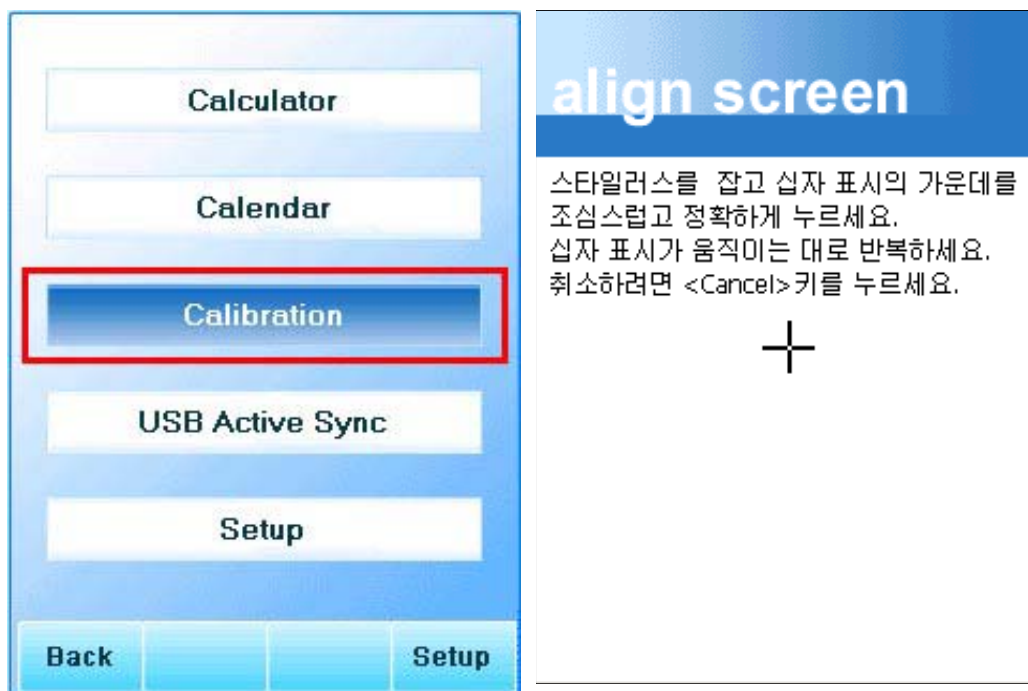 Calculator
Calendar
Calibration
USB Active Sync
Setup
Back
Setup
align screen
스타일러스를 잡고 십자 표시의 가운데를
조심스럽고 정확하게 누르세요.
십자 표시가 움직이는 대로 반복하세요.
취소하려면 <Cancel>키를 누르세요.